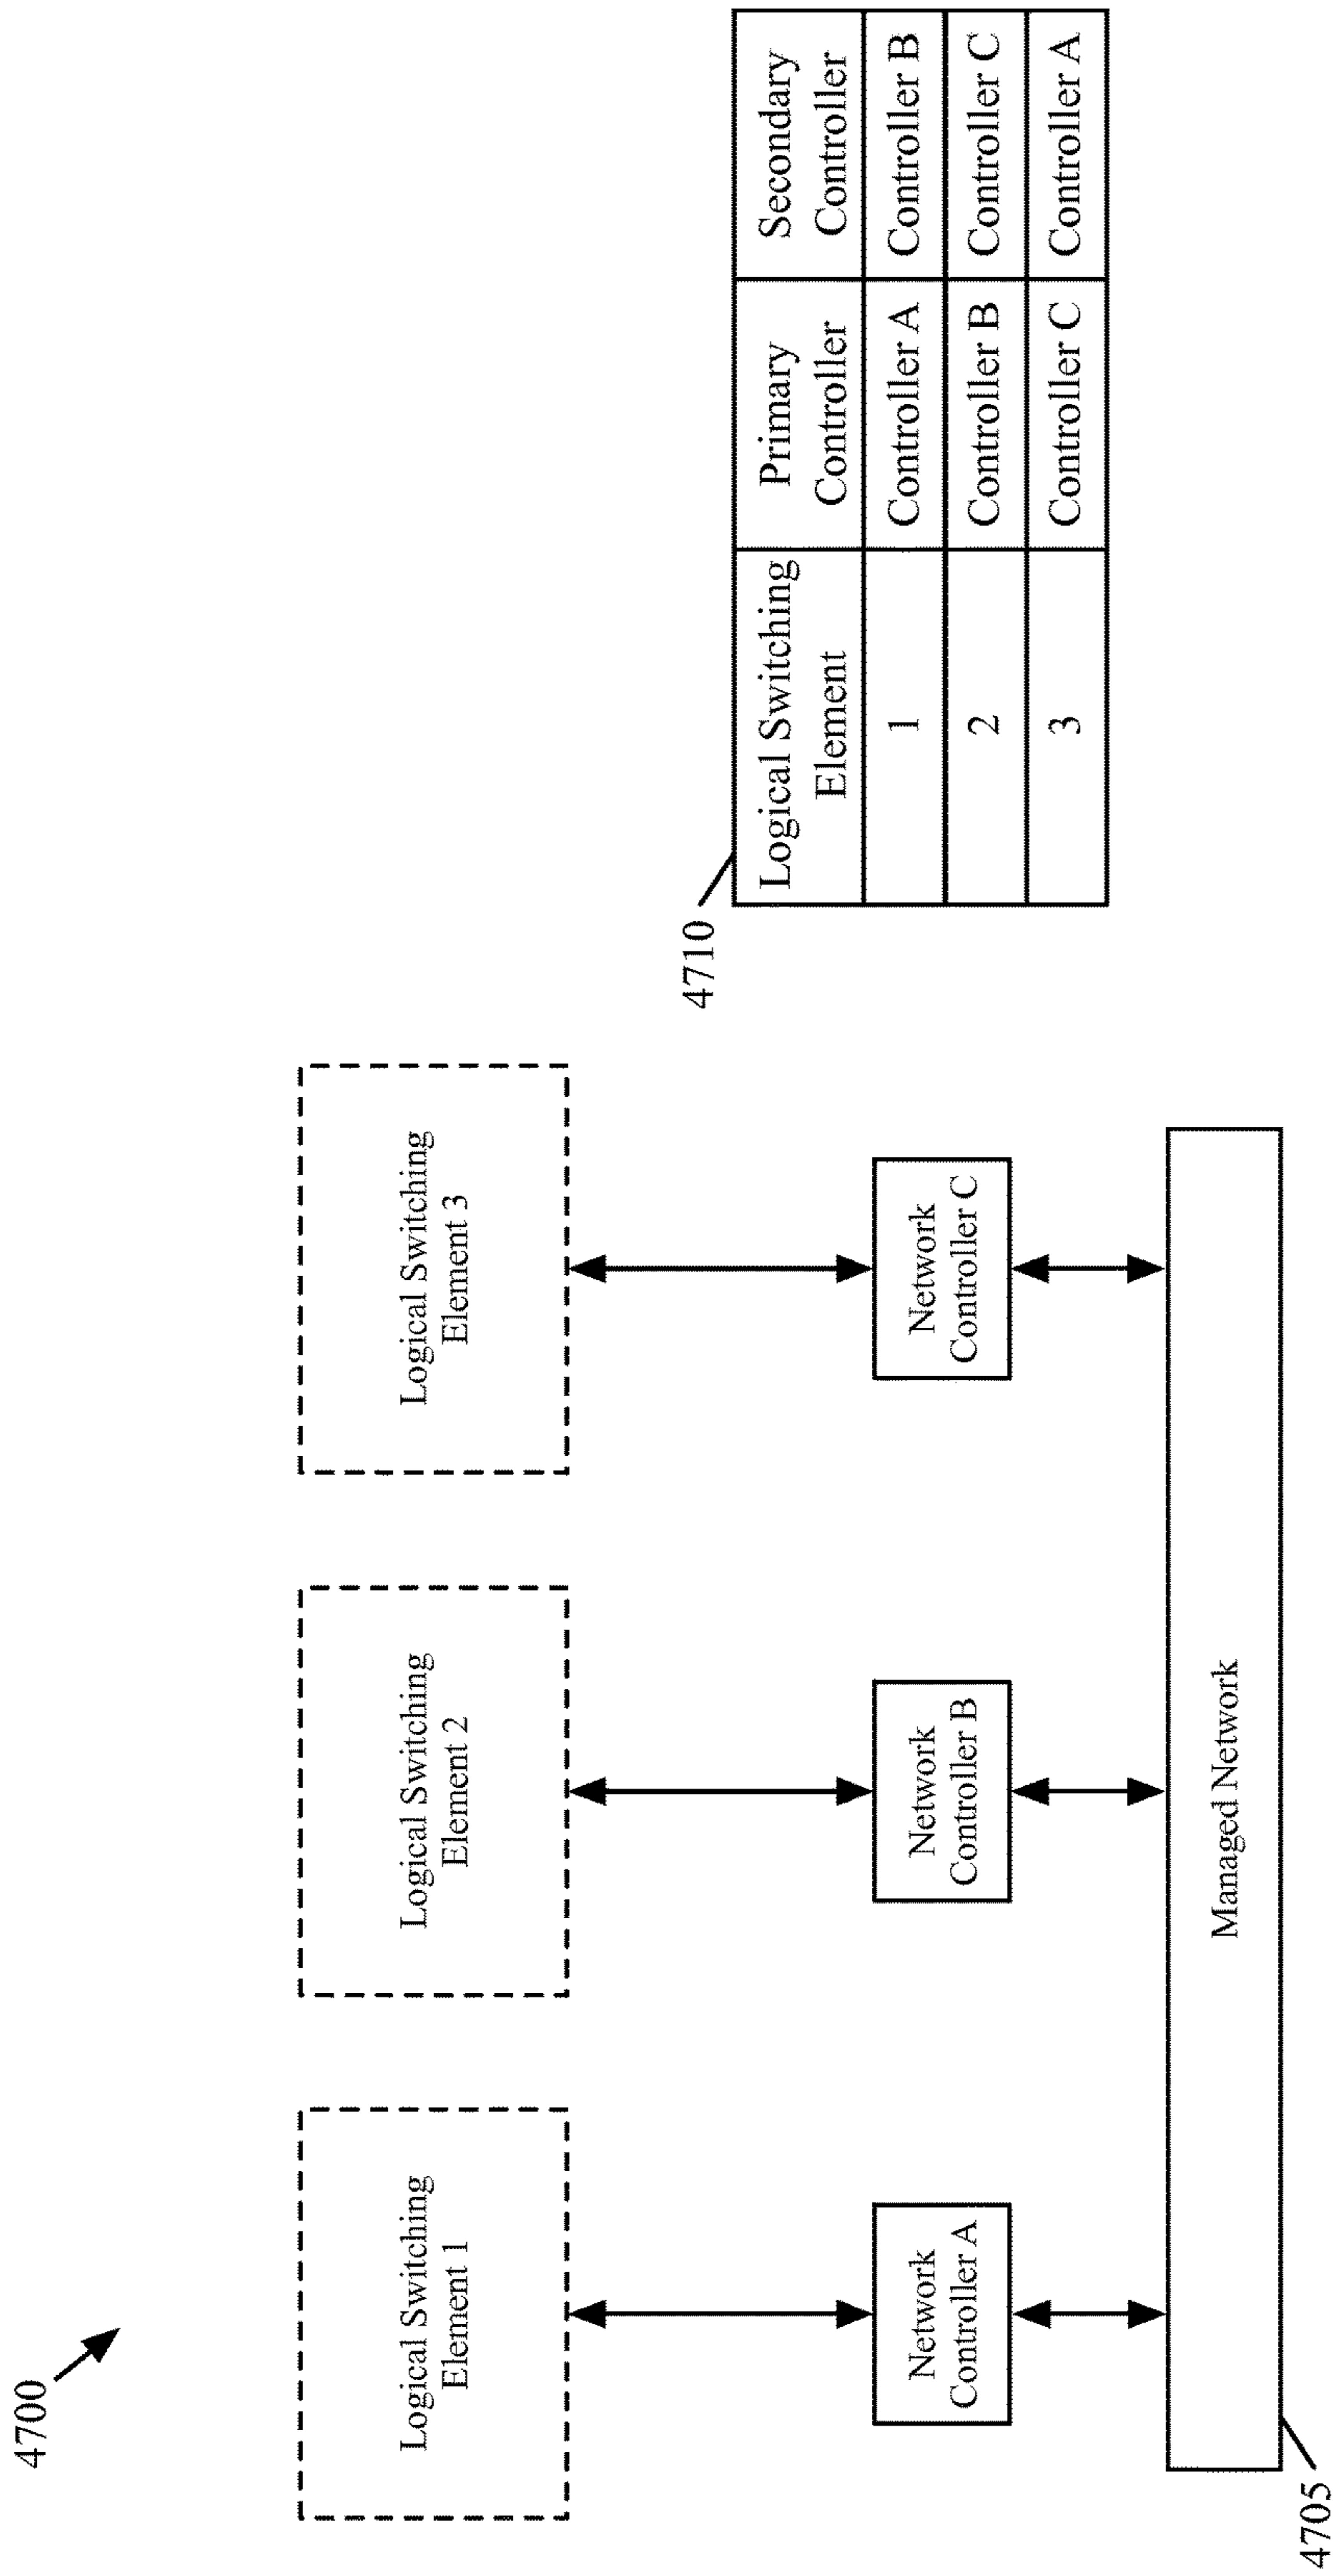 4700
Logical Switching
Element 1
Logical Switching
Element 2
Logical Switching
Element 3
Network
Controller A
Network
Controller B
Network
Controller C
Managed Network
4705
4710
Logical Switching
Element
Primary
Controller
Secondary
Controller
1
Controller A
Controller B
2
Controller B
Controller C
3
Controller C
Controller A